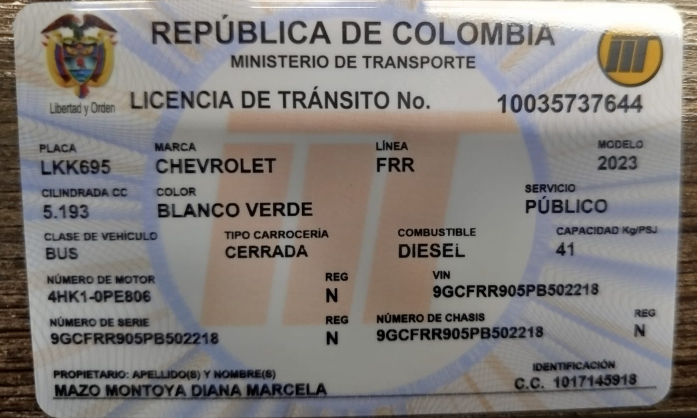 REPÚBLICA DE COLOMBIA
MINISTERIO DE TRANSPORTE
Libertad y Orden
LICENCIA DE TRÁNSITO No. 10035737644
PLACA MARCA LÍNEA MODELO
LKK695 CHEVROLET FRR 2023
CILINDRADA CC COLOR SERVICIO
5.193 BLANCO VERDE PÚBLICO
CLASE DE VEHÍCULO TIPO CARROCERÍA COMBUSTIBLE CAPACIDAD Kg/PSJ
BUS CERRADA DIESEL 41
NÚMERO DE MOTOR REG VIN
4HK1-0PE806 N 9GCFRR905PB502218
NÚMERO DE SERIE REG NÚMERO DE CHASIS REG
9GCFRR905PB502218 N 9GCFRR905PB502218 N
PROPIETARIO: APELLIDO(S) Y NOMBRE(S) IDENTIFICACIÓN
MAZO MONTOYA DIANA MARCELA C.C. 1017145918